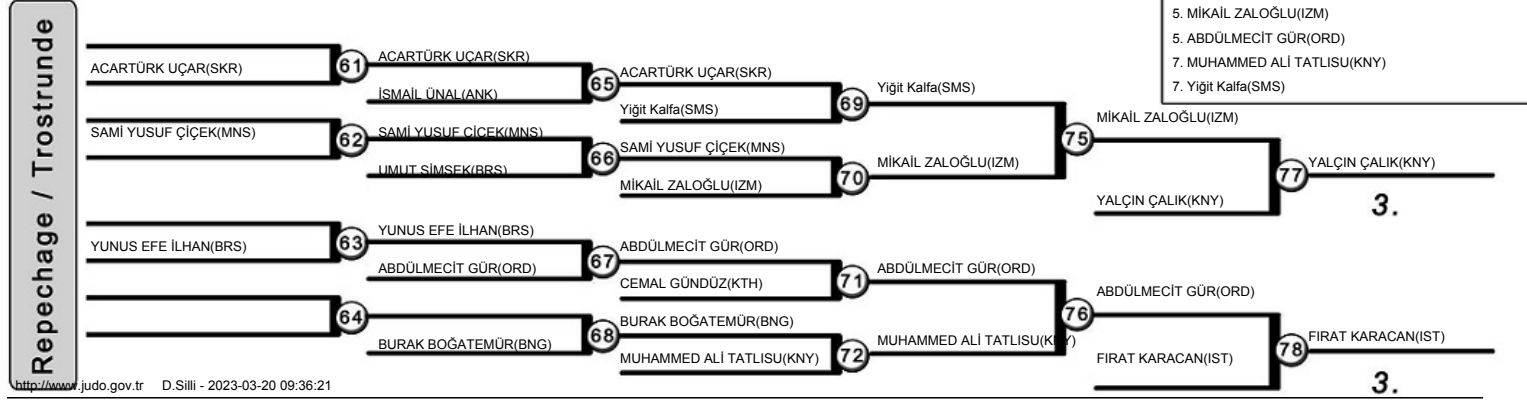 5. MİKAİL ZALOĞLU(IZM)
5. ABDÜLMECİT GÜR(ORD)
7. MUHAMMED ALİ TATLISU(KNY)
7. Yiğit Kalfa(SMS)
Repechage / Trostrunde
ACARTÜRK UÇAR(SKR)
61
SAMİ YUSUF ÇİÇEK(MNS)
62
YUNUS EFE İLHAN(BRS)
63
64
ACARTÜRK UÇAR(SKR)
İSMAİL ÜNAL(ANK)
65
SAMİ YUSUF ÇİÇEK(MNS)
UMUT ŞİMŞEK(BRS)
66
YUNUS EFE İLHAN(BRS)
ABDÜLMECİT GÜR(ORD)
67
BURAK BOĞATEMÜR(BNG)
68
ACARTÜRK UÇAR(SKR)
Yiğit Kalfa(SMS)
69
SAMİ YUSUF ÇİÇEK(MNS)
MİKAİL ZALOĞLU(IZM)
70
ABDÜLMECİT GÜR(ORD)
CEMAL GÜNDÜZ(KTH)
71
BURAK BOĞATEMÜR(BNG)
MUHAMMED ALİ TATLISU(KNY)
72
Yiğit Kalfa(SMS)
MİKAİL ZALOĞLU(IZM)
75
ABDÜLMECİT GÜR(ORD)
MUHAMMED ALİ TATLISU(KNY)
76
MİKAİL ZALOĞLU(IZM)
YALÇIN ÇALIK(KNY)
77
ABDÜLMECİT GÜR(ORD)
FIRAT KARACAN(IST)
78
YALÇIN ÇALIK(KNY)
3.
FIRAT KARACAN(IST)
3.
http://www.judo.gov.tr D.Silli - 2023-03-20 09:36:21